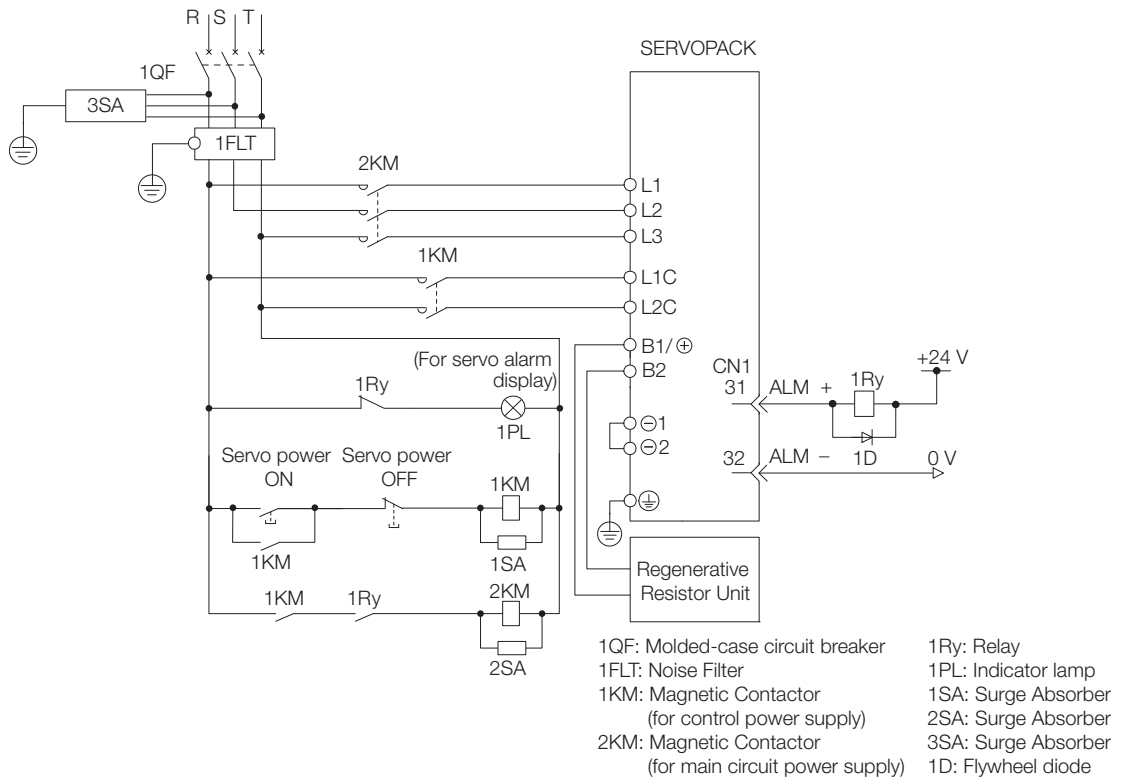 R S T
SERVOPACK
1QF
3SA
1FLT
2KM
L1
L2
L3
1KM
L1C
L2C
B1/⊕
B2
(For servo alarm
display)
1Ry
1PL
CN1
+24 V
31 ALM + 1Ry
⊖1
⊖2
1D
32 ALM − 0 V
Servo power
ON
Servo power
OFF
1KM
1KM
1SA
1KM 1Ry 2KM
2SA
Regenerative
Resistor Unit
1QF: Molded-case circuit breaker
1FLT: Noise Filter
1KM: Magnetic Contactor
(for control power supply)
2KM: Magnetic Contactor
(for main circuit power supply)
1Ry: Relay
1PL: Indicator lamp
1SA: Surge Absorber
2SA: Surge Absorber
3SA: Surge Absorber
1D: Flywheel diode